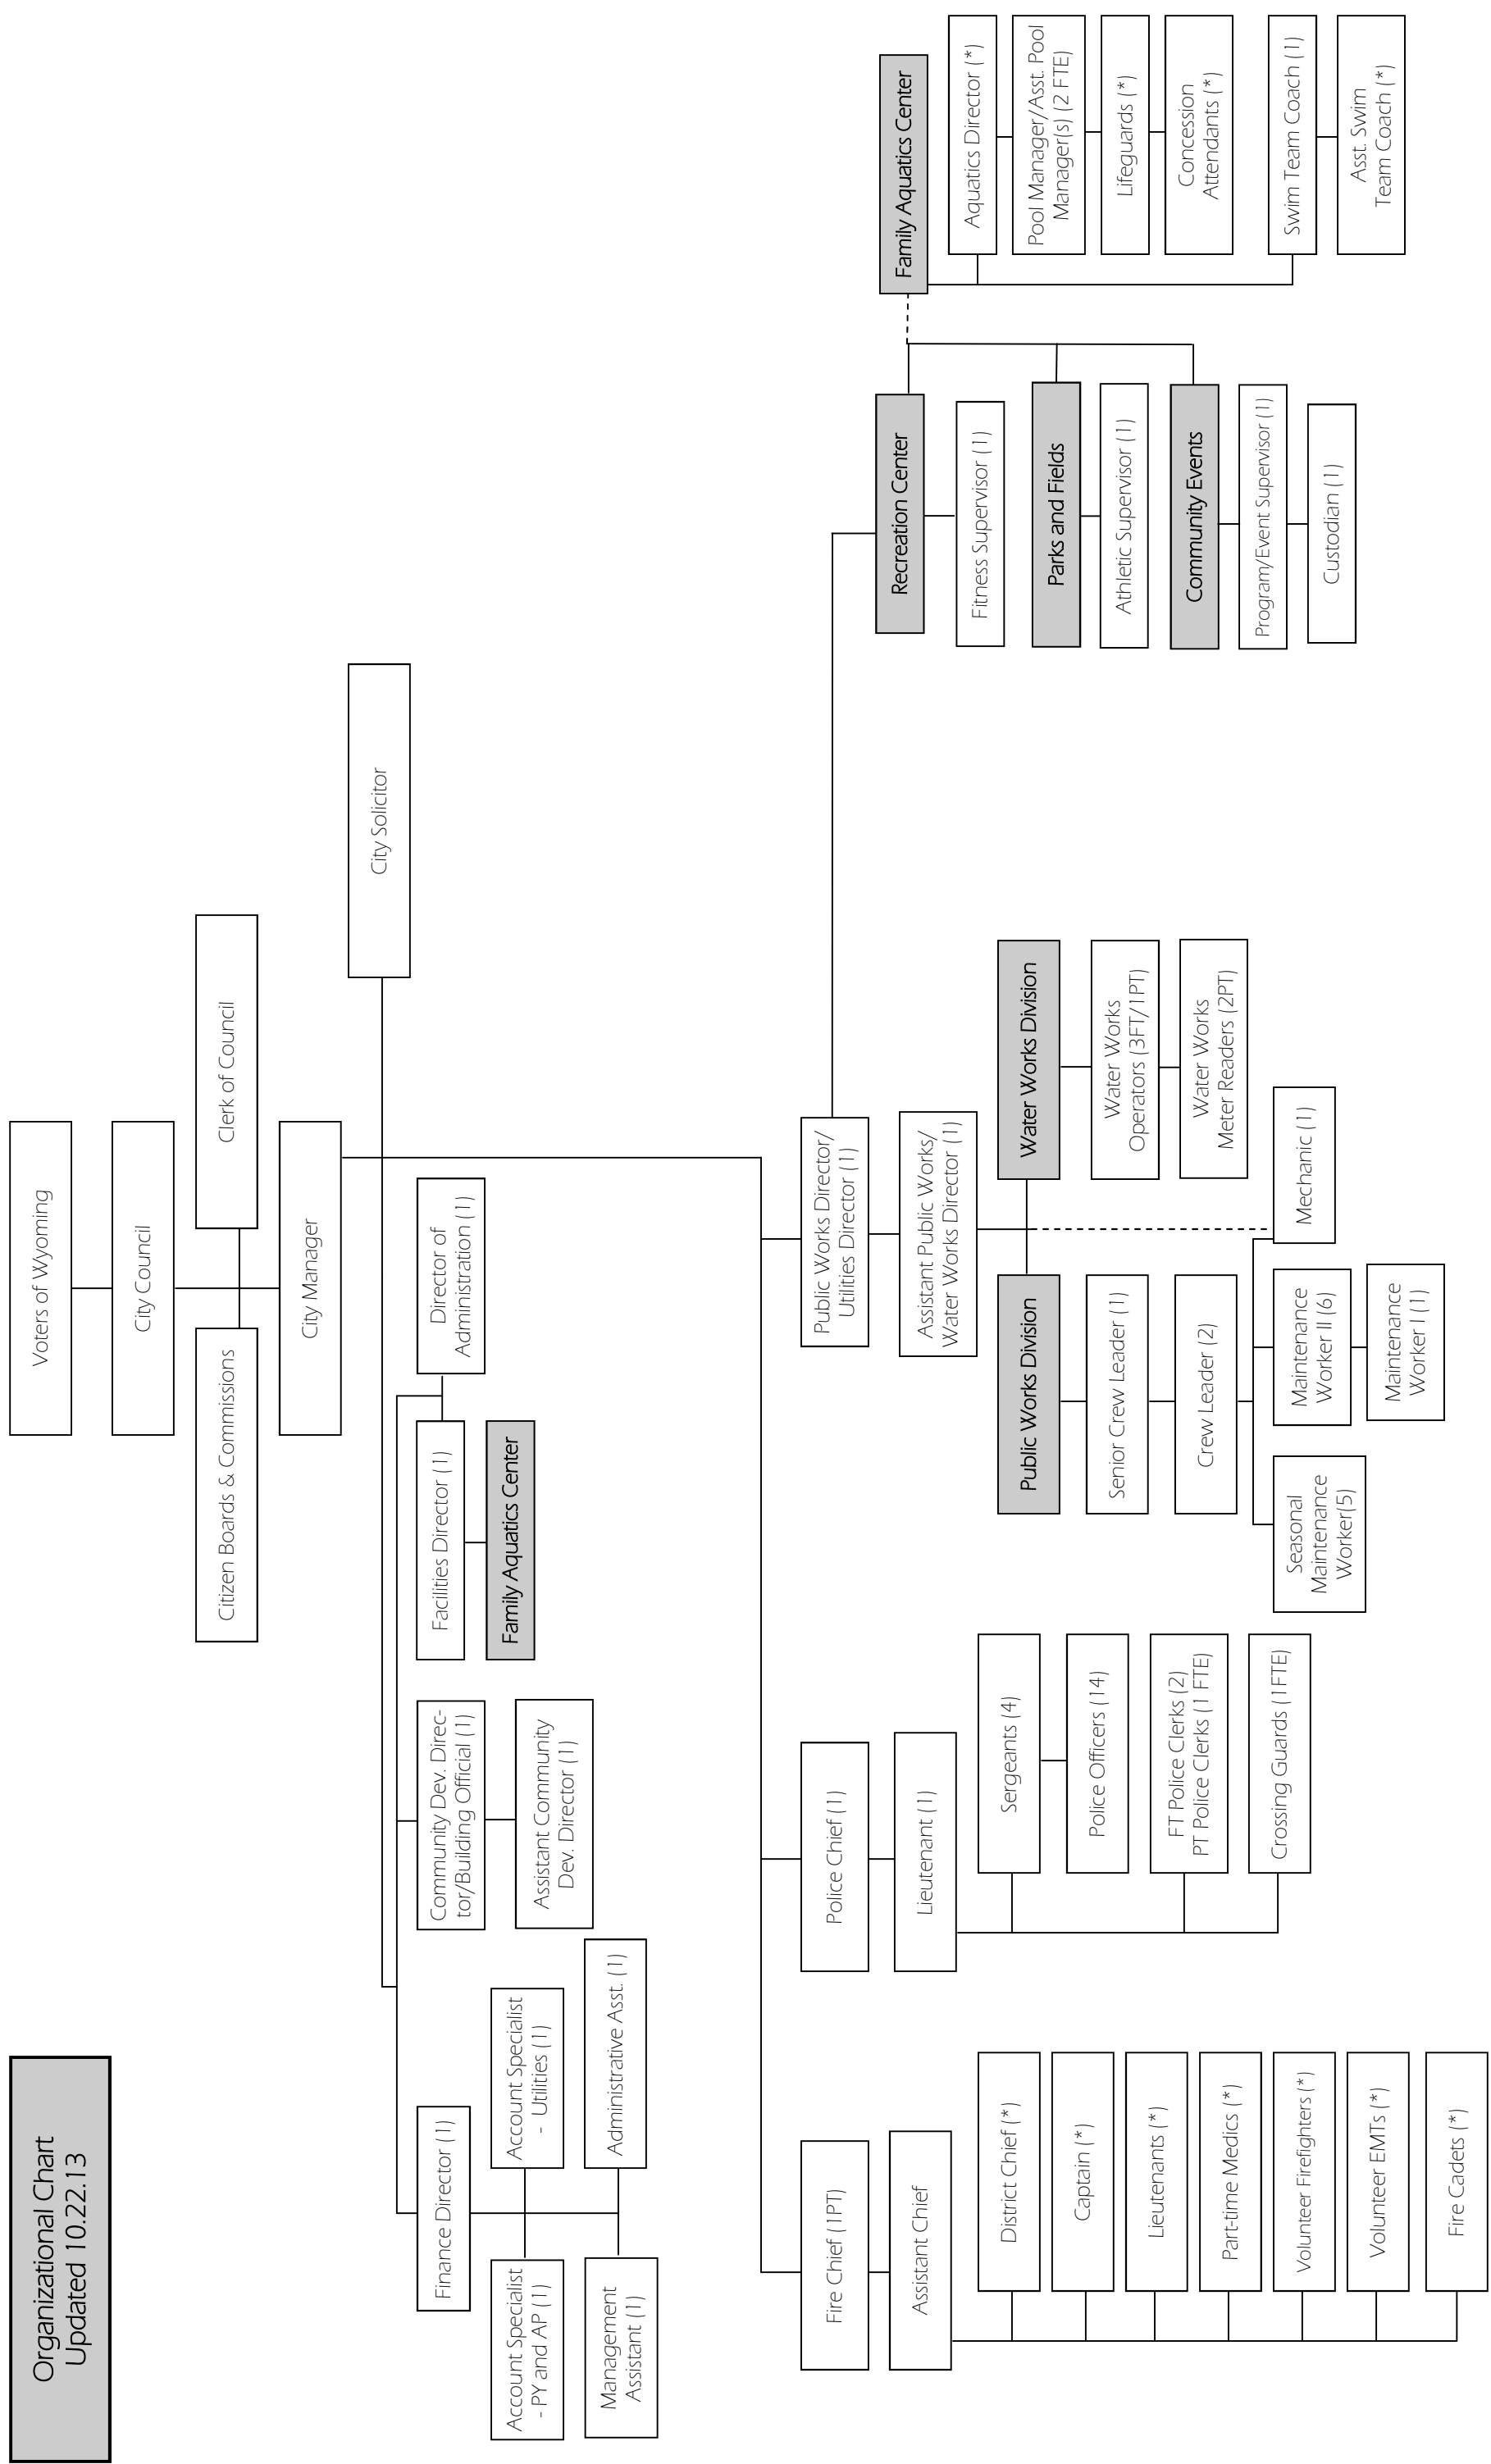 Organizational Chart
Updated 10.22.13
Voters of Wyoming
City Council
Citizen Boards & Commissions
Clerk of Council
City Manager
City Solicitor
Finance Director (1)
Account Specialist
- PY and AP (1)
Account Specialist
- Utilities (1)
Management
Assistant (1)
Administrative Asst. (1)
Community Dev. Direc-
tor/Building Official (1)
Assistant Community
Dev. Director (1)
Facilities Director (1)
Family Aquatics Center
Director of
Administration (1)
Fire Chief (1PT)
Assistant Chief
District Chief (*)
Captain (*)
Lieutenants (*)
Part-time Medics (*)
Volunteer Firefighters (*)
Volunteer EMTs (*)
Fire Cadets (*)
Police Chief (1)
Lieutenant (1)
Sergeants (4)
Police Officers (14)
FT Police Clerks (2)
PT Police Clerks (1 FTE)
Crossing Guards (1FTE)
Public Works Director/
Utilities Director (1)
Assistant Public Works/
Water Works Director (1)
Public Works Division
Senior Crew Leader (1)
Crew Leader (2)
Seasonal
Maintenance
Worker(5)
Maintenance
Worker II (6)
Maintenance
Worker I (1)
Mechanic (1)
Water Works Division
Water Works
Operators (3FT/1PT)
Water Works
Meter Readers (2PT)
Recreation Center
Fitness Supervisor (1)
Parks and Fields
Athletic Supervisor (1)
Community Events
Program/Event Supervisor (1)
Custodian (1)
Family Aquatics Center
Aquatics Director (*)
Pool Manager/Asst. Pool
Manager(s) (2 FTE)
Lifeguards (*)
Concession
Attendants (*)
Swim Team Coach (1)
Asst. Swim
Team Coach (*)